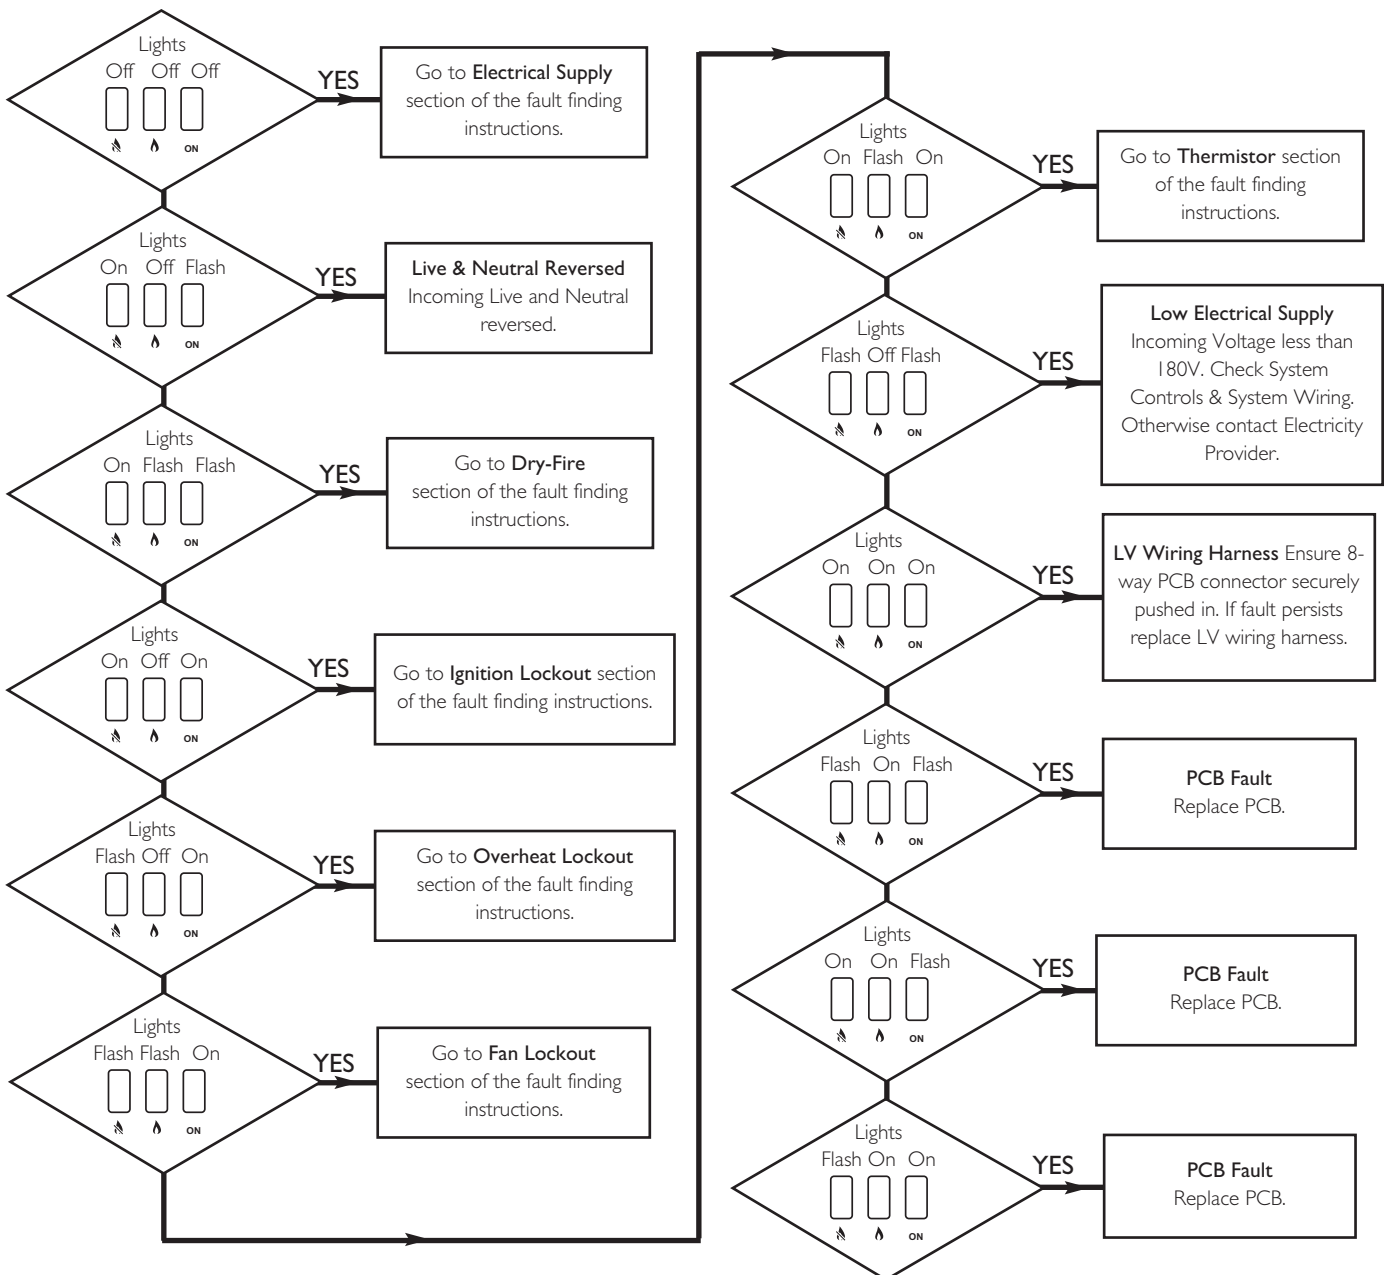 Lights
Off Off Off
ON
YES
Go to Electrical Supply
section of the fault finding
instructions.
Lights
On Off Flash
ON
YES
Live & Neutral Reversed
Incoming Live and Neutral
reversed.
Lights
On Flash Flash
ON
YES
Go to Dry-Fire
section of the fault finding
instructions.
Lights
On Off On
ON
YES
Go to Ignition Lockout section
of the fault finding instructions.
Lights
Flash Off On
ON
YES
Go to Overheat Lockout
section of the fault finding
instructions.
Lights
Flash Flash On
ON
YES
Go to Fan Lockout
section of the fault finding
instructions.
Lights
On Flash On
ON
YES
Go to Thermistor section
of the fault finding
instructions.
Lights
Flash Off Flash
ON
YES
Low Electrical Supply
Incoming Voltage less than
180V. Check System
Controls & System Wiring.
Otherwise contact Electricity
Provider.
Lights
On On On
ON
YES
LV Wiring Harness Ensure 8-
way PCB connector securely
pushed in. If fault persists
replace LV wiring harness.
Lights
Flash On Flash
ON
YES
PCB Fault
Replace PCB.
Lights
On On Flash
ON
YES
PCB Fault
Replace PCB.
Lights
Flash On On
ON
YES
PCB Fault
Replace PCB.